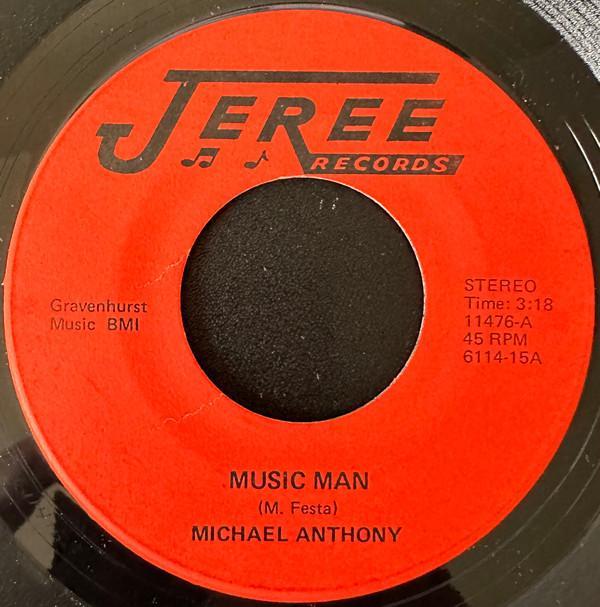 JEREE
RECORDS
Gravenhurst
Music BMI
STEREO
Time: 3:18
11476-A
45 RPM
6114-15A
MUSIC MAN
(M. Festa)
MICHAEL ANTHONY